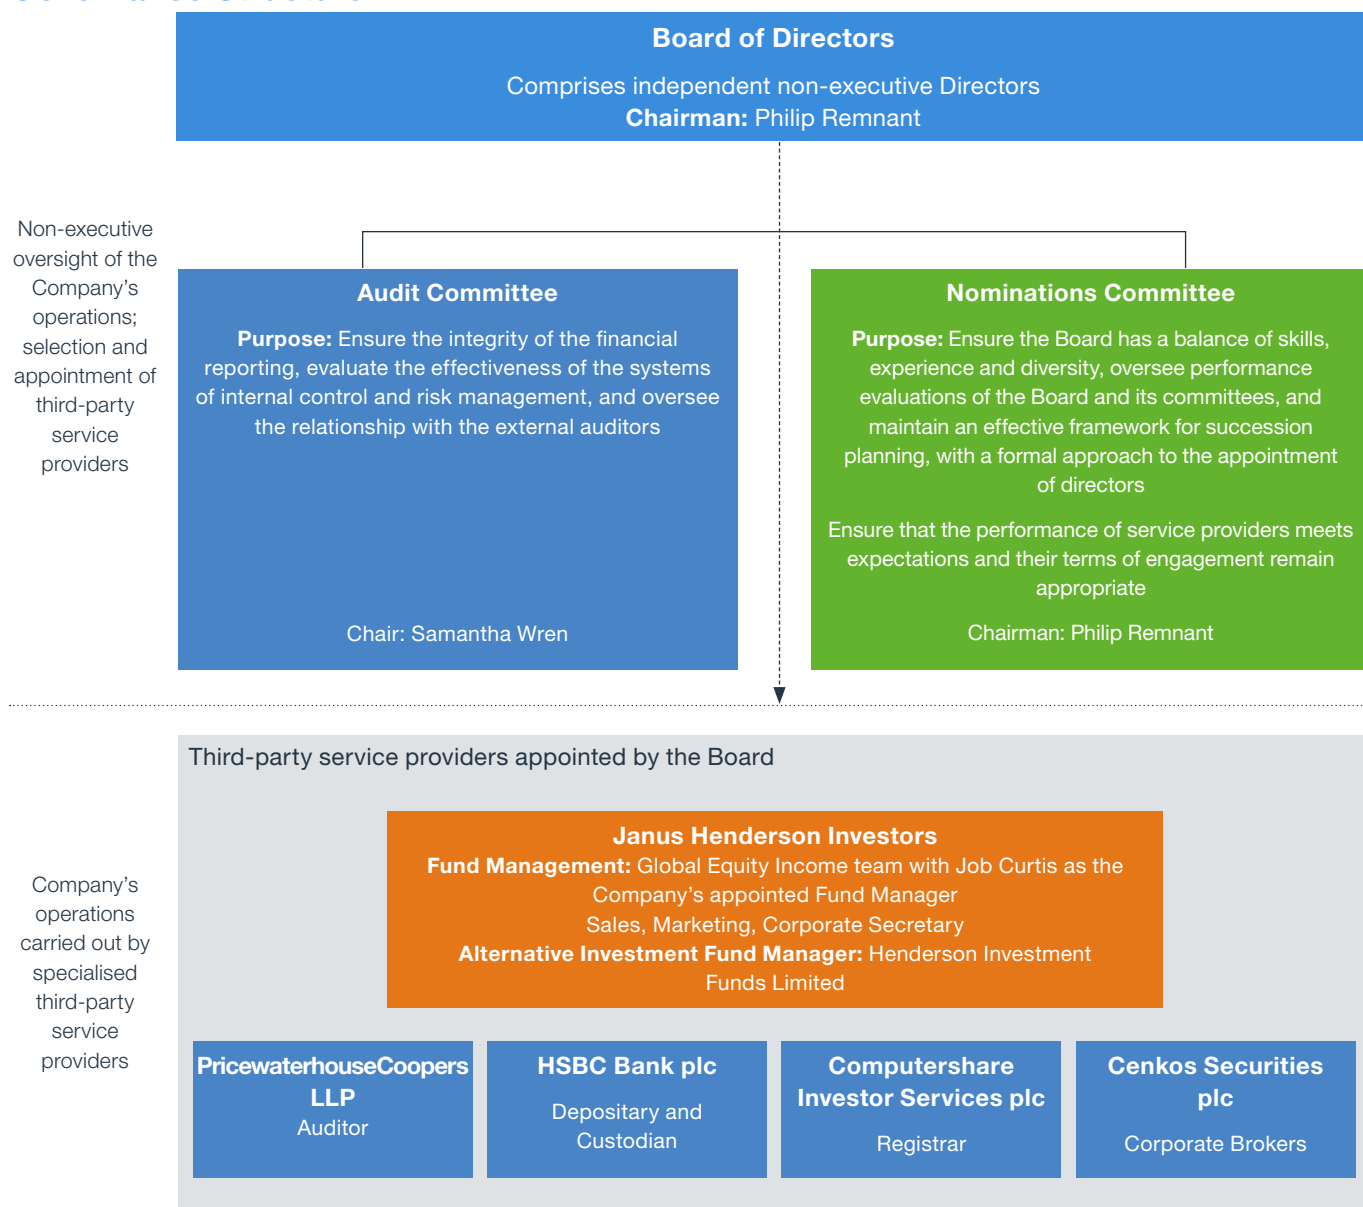 Board of Directors
Comprises independent non-executive Directors
Chairman: Philip Remnant
Non-executive
oversight of the
Company’s
operations;
selection and
appointment of
third-party
service
providers
Audit Committee
Purpose: Ensure the integrity of the financial
reporting, evaluate the effectiveness of the systems
of internal control and risk management, and oversee
the relationship with the external auditors
Chair: Samantha Wren
Nominations Committee
Purpose: Ensure the Board has a balance of skills,
experience and diversity, oversee performance
evaluations of the Board and its committees, and
maintain an effective framework for succession
planning, with a formal approach to the appointment
of directors
Ensure that the performance of service providers meets
expectations and their terms of engagement remain
appropriate
Chairman: Philip Remnant
Company’s
operations
carried out by
specialised
third-party
service
providers
Third-party service providers appointed by the Board
Janus Henderson Investors
Fund Management: Global Equity Income team with Job Curtis as the
Company’s appointed Fund Manager
Sales, Marketing, Corporate Secretary
Alternative Investment Fund Manager: Henderson Investment
Funds Limited
PricewaterhouseCoopers
LLP
Auditor
HSBC Bank plc
Depositary and
Custodian
Computershare
Investor Services plc
Registrar
Cenkos Securities
plc
Corporate Brokers